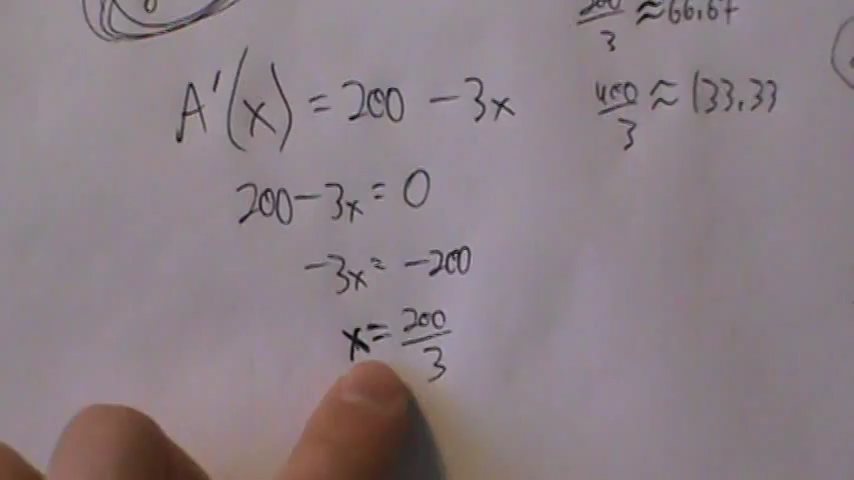 200/3 ≈ 66.67
400/3 ≈ 133.33
A'(x) = 200 - 3x
200 - 3x = 0
-3x = -200
x = 200/3